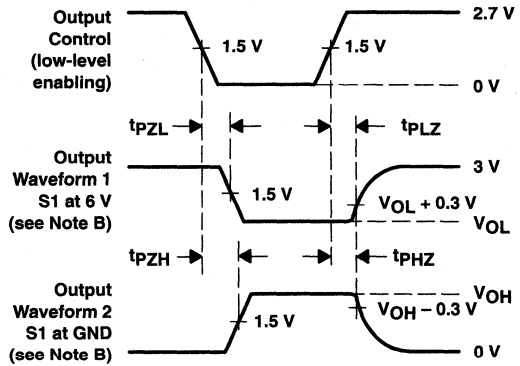 Output
Control
(low-level
enabling)
2.7 V
1.5 V
1.5 V
0 V
tPZL
tPLZ
Output
Waveform 1
S1 at 6 V
(see Note B)
3 V
1.5 V
VOL + 0.3 V
VOL
tPZH
tPHZ
Output
Waveform 2
S1 at GND
(see Note B)
VOH
1.5 V
VOH – 0.3 V
0 V